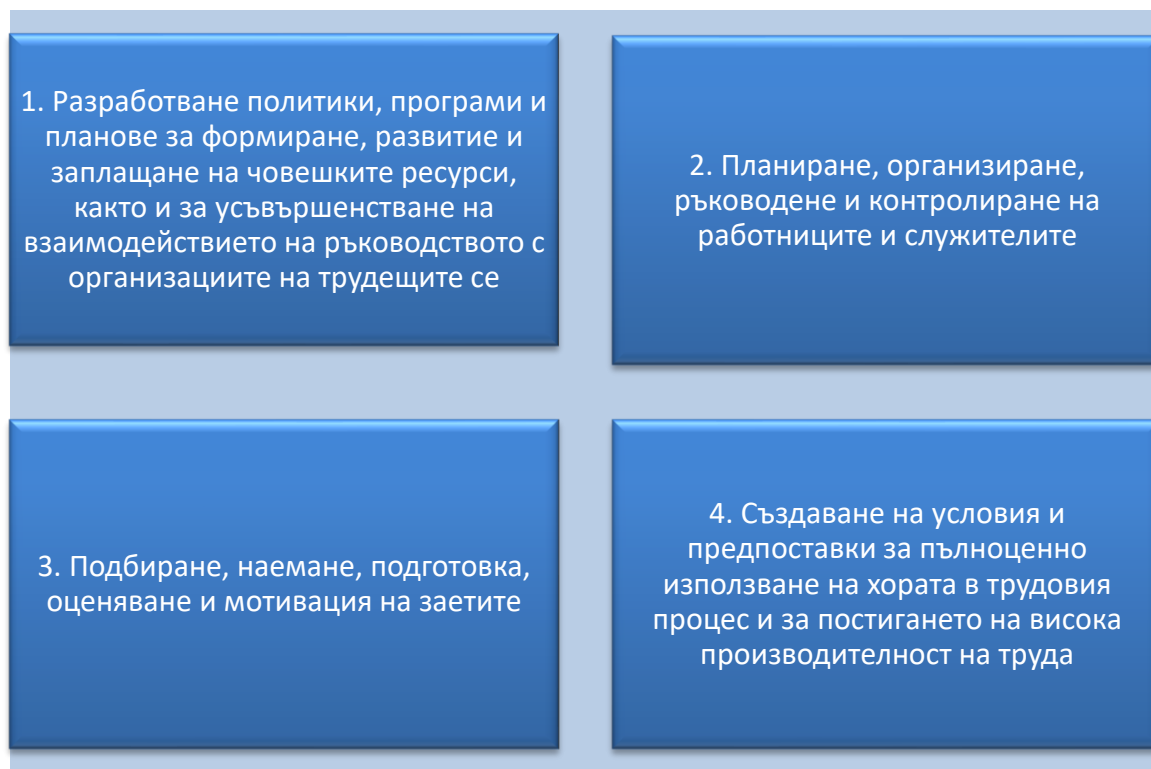 1. Разработване политики, програми и
планове за формиране, развитие и
заплащане на човешките ресурси,
както и за усъвършенстване на
взаимодействието на ръководството с
организациите на трудещите се
2. Планиране, организиране,
ръководене и контролиране на
работниците и служителите
3. Подбиране, наемане, подготовка,
оценяване и мотивация на заетите
4. Създаване на условия и
предпоставки за пълноценно
използване на хората в трудовия
процес и за постигането на висока
производителност на труда